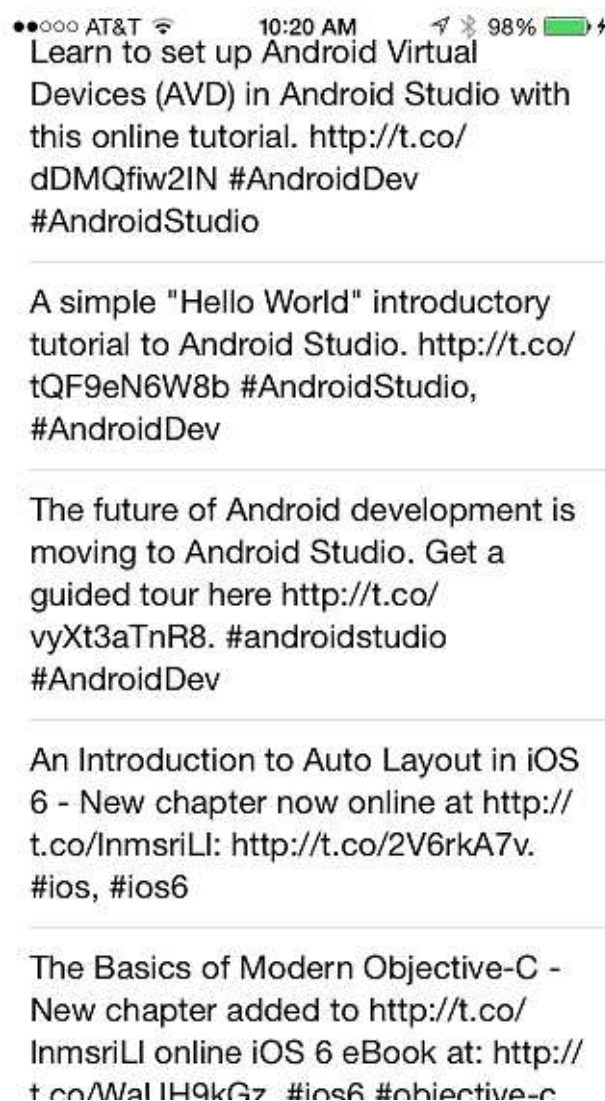 AT&T 10:20 AM 98%
Learn to set up Android Virtual
Devices (AVD) in Android Studio with
this online tutorial. http://t.co/
dDMQfiw2IN #AndroidDev
#AndroidStudio
A simple "Hello World" introductory
tutorial to Android Studio. http://t.co/
tQF9eN6W8b #AndroidStudio,
#AndroidDev
The future of Android development is
moving to Android Studio. Get a
guided tour here http://t.co/
vyXt3aTnR8. #androidstudio
#AndroidDev
An Introduction to Auto Layout in iOS
6 - New chapter now online at http://
t.co/InmsriLI: http://t.co/2V6rkA7v.
#ios, #ios6
The Basics of Modern Objective-C -
New chapter added to http://t.co/
InmsriLI online iOS 6 eBook at: http://
t.co/WaUH9kGz. #ios6 #objective-c